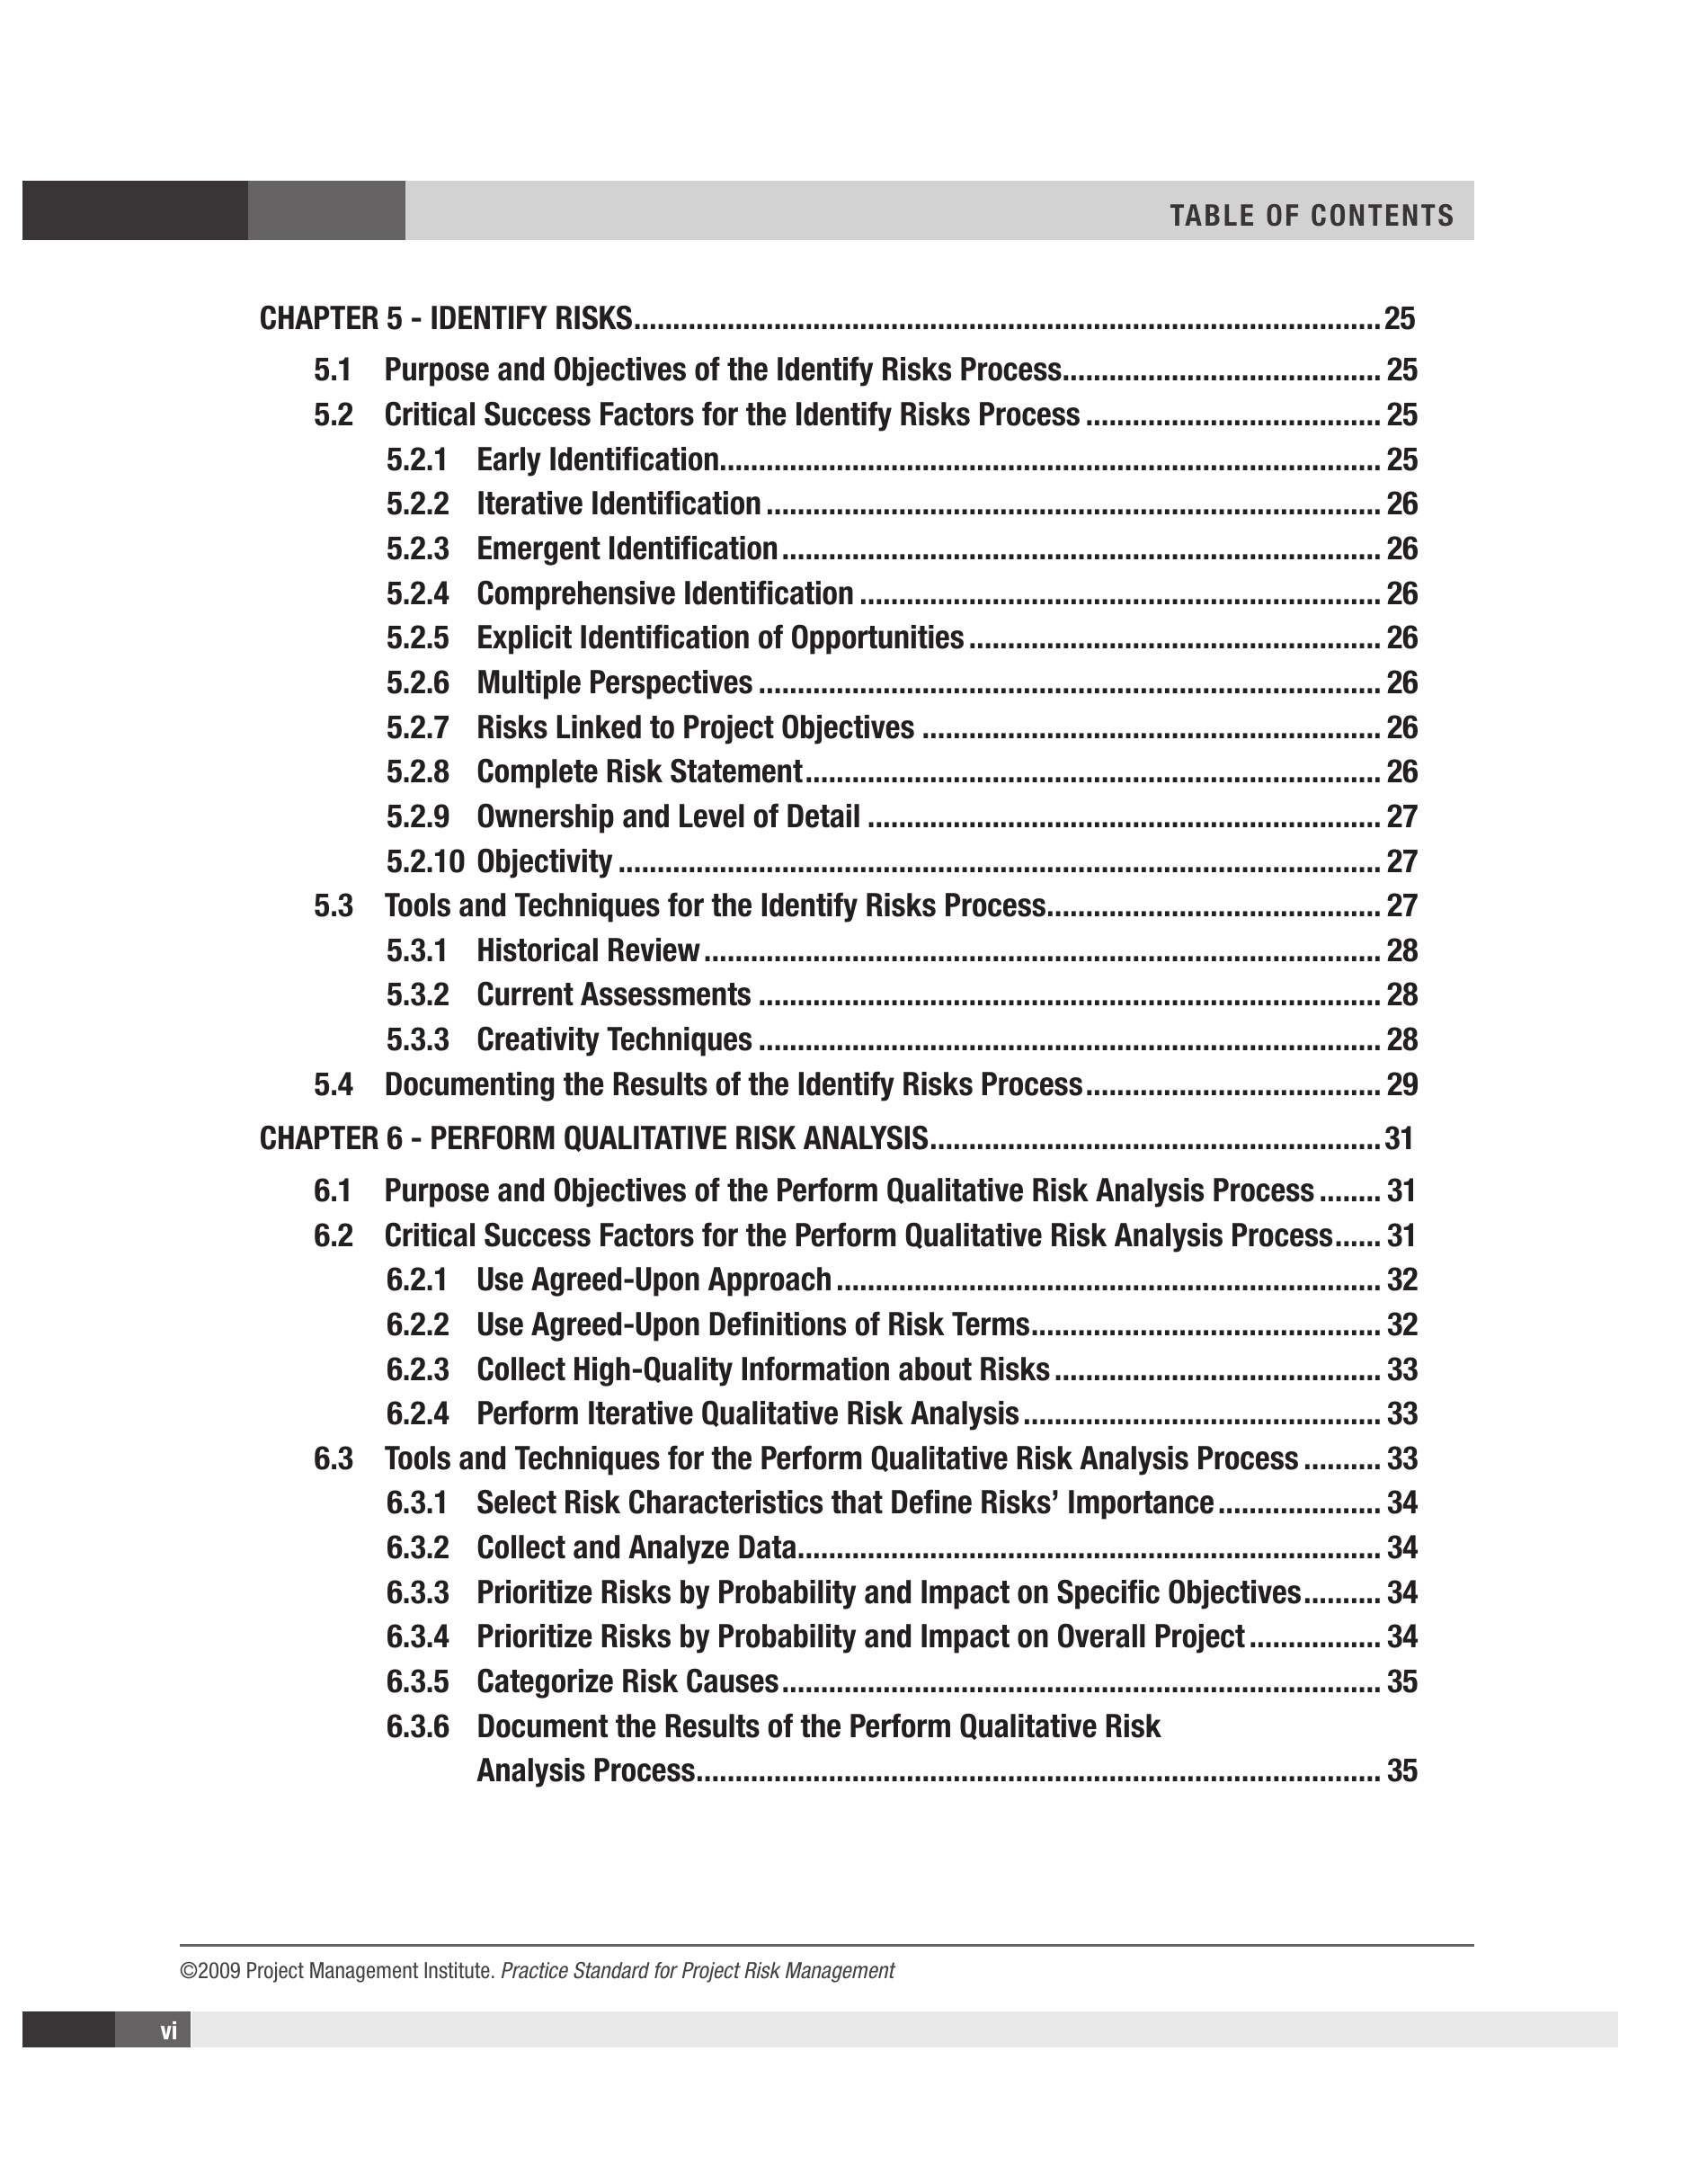 TABLE OF CONTENTS
CHAPTER 5 - IDENTIFY RISKS................................................................................................25
5.1 Purpose and Objectives of the Identify Risks Process......................................... 25
5.2 Critical Success Factors for the Identify Risks Process ...................................... 25
5.2.1 Early Identification..................................................................................... 25
5.2.2 Iterative Identification ............................................................................... 26
5.2.3 Emergent Identification ............................................................................. 26
5.2.4 Comprehensive Identification ................................................................... 26
5.2.5 Explicit Identification of Opportunities ..................................................... 26
5.2.6 Multiple Perspectives ................................................................................ 26
5.2.7 Risks Linked to Project Objectives ........................................................... 26
5.2.8 Complete Risk Statement.......................................................................... 26
5.2.9 Ownership and Level of Detail .................................................................. 27
5.2.10 Objectivity .................................................................................................. 27
5.3 Tools and Techniques for the Identify Risks Process........................................... 27
5.3.1 Historical Review ....................................................................................... 28
5.3.2 Current Assessments ................................................................................ 28
5.3.3 Creativity Techniques ................................................................................ 28
5.4 Documenting the Results of the Identify Risks Process...................................... 29
CHAPTER 6 - PERFORM QUALITATIVE RISK ANALYSIS..........................................................31
6.1 Purpose and Objectives of the Perform Qualitative Risk Analysis Process ........ 31
6.2 Critical Success Factors for the Perform Qualitative Risk Analysis Process...... 31
6.2.1 Use Agreed-Upon Approach ...................................................................... 32
6.2.2 Use Agreed-Upon Definitions of Risk Terms............................................. 32
6.2.3 Collect High-Quality Information about Risks .......................................... 33
6.2.4 Perform Iterative Qualitative Risk Analysis .............................................. 33
6.3 Tools and Techniques for the Perform Qualitative Risk Analysis Process .......... 33
6.3.1 Select Risk Characteristics that Define Risks’ Importance ..................... 34
6.3.2 Collect and Analyze Data........................................................................... 34
6.3.3 Prioritize Risks by Probability and Impact on Specific Objectives.......... 34
6.3.4 Prioritize Risks by Probability and Impact on Overall Project ................. 34
6.3.5 Categorize Risk Causes ............................................................................. 35
6.3.6 Document the Results of the Perform Qualitative Risk
Analysis Process........................................................................................ 35
©2009 Project Management Institute. Practice Standard for Project Risk Management
vi